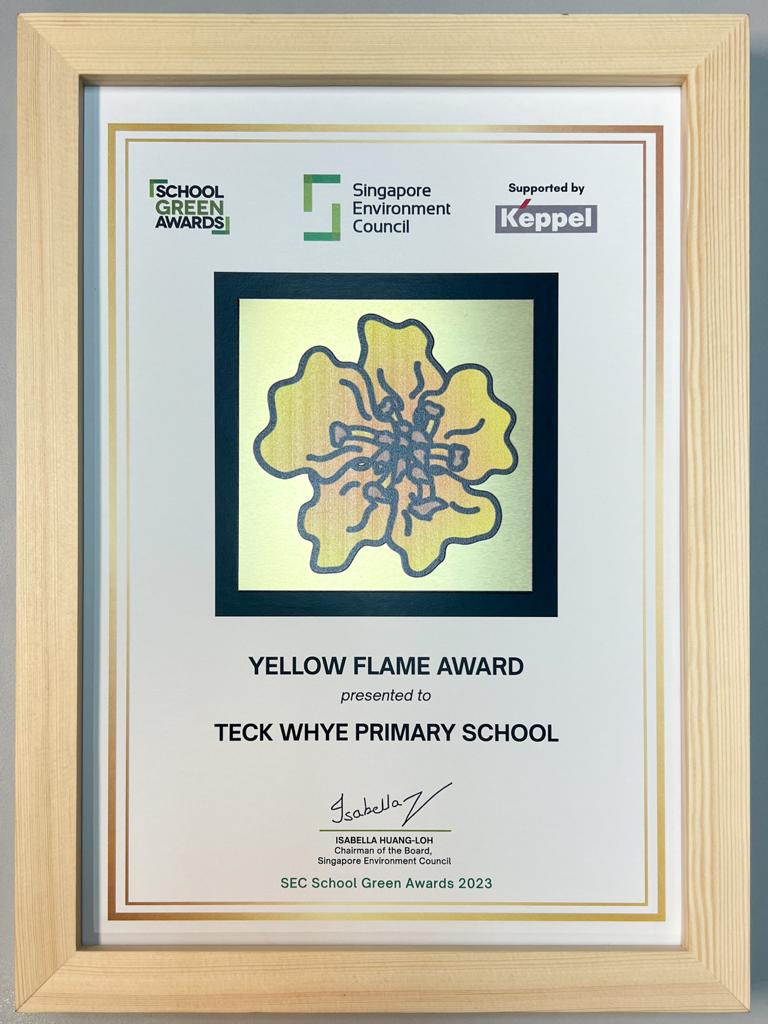 SCHOOL
GREEN
AWARDS
Singapore
Environment
Council
Supported by
Keppel
YELLOW FLAME AWARD
presented to
TECK WHYE PRIMARY SCHOOL
Isabella
ISABELLA HUANG-LOH
Chairman of the Board,
Singapore Environment Council
SEC School Green Awards 2023